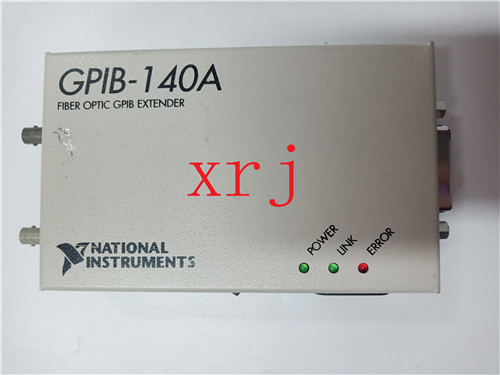 GPIB-140A
FIBER OPTIC GPIB EXTENDER
xrj
NATIONAL
INSTRUMENTS
POWER
LINK
ERROR